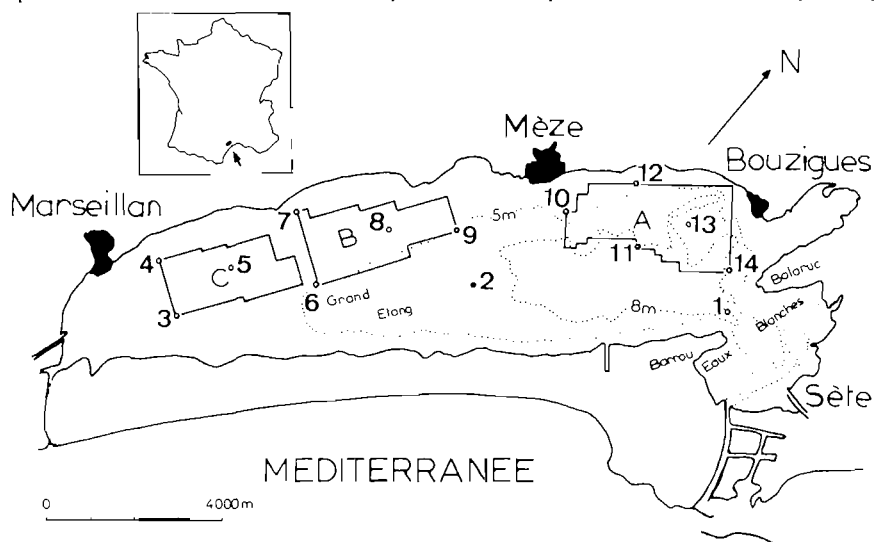 N
Mèze
Bouzigues
Marseillan
12
10
A
13
7
B
8
9
5m
11
14
4
C
5
6
Grand
Etang
2
3
8m
1
Balaruc
Blanches
Barrou
Eaux
Sète
MEDITERRANEE
0
4000m